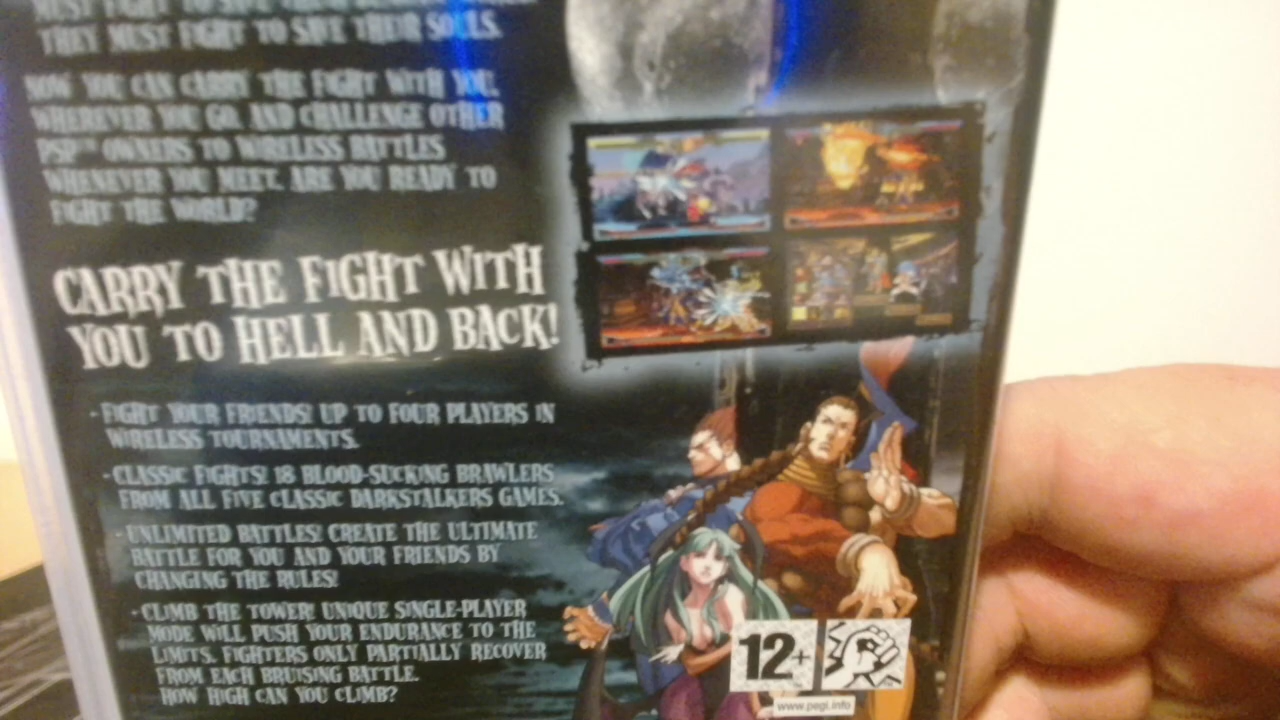 MUST FIGHT TO SAVE THEIR
THEY MUST FIGHT TO SAVE THEIR SOULS.
NOW YOU CAN CARRY THE FIGHT WITH YOU,
WHEREVER YOU GO, AND CHALLENGE OTHER
PSP™ OWNERS TO WIRELESS BATTLES
WHENEVER YOU MEET. ARE YOU READY TO
FIGHT THE WORLD?
CARRY THE FIGHT WITH
YOU TO HELL AND BACK!
• FIGHT YOUR FRIENDS! UP TO FOUR PLAYERS IN
WIRELESS TOURNAMENTS.
• CLASSIC FIGHTS! 18 BLOOD-SUCKING BRAWLERS
FROM ALL FIVE CLASSIC DARKSTALKERS GAMES.
• UNLIMITED BATTLES! CREATE THE ULTIMATE
BATTLE FOR YOU AND YOUR FRIENDS BY
CHANGING THE RULES!
• CLIMB THE TOWER! UNIQUE SINGLE-PLAYER
MODE WILL PUSH YOUR ENDURANCE TO THE
LIMITS. FIGHTERS ONLY PARTIALLY RECOVER
FROM EACH BRUISING BATTLE.
HOW HIGH CAN YOU CLIMB?
12+
www.pegi.info